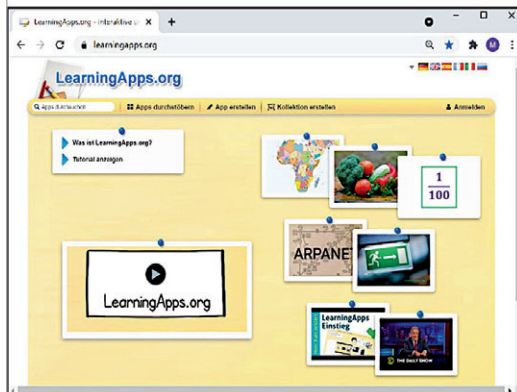 LearningApps.org - interaktive u
learningapps.org
LearningApps.org
Apps durchsuchen
Apps durchstöbern
App erstellen
Kollektion erstellen
Anmelden
Was ist LearningApps.org?
Tutorial anzeigen
1
100
ARPANET
LearningApps.org
LearningApps
Einstieg
THE DAILY SHOW